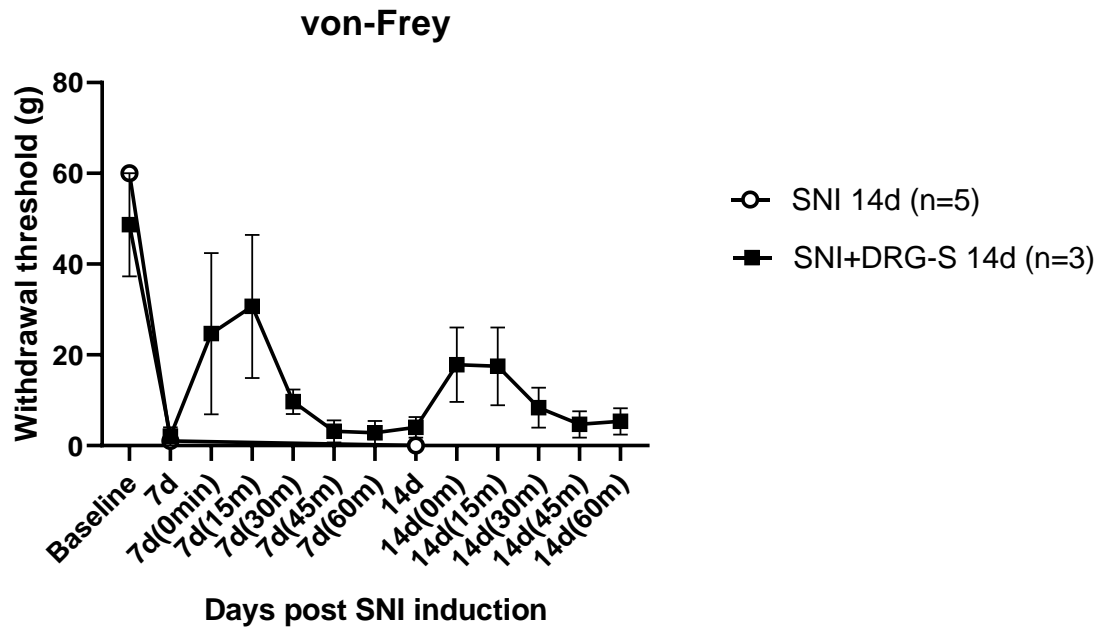 von-Frey
Withdrawal threshold (g)
80
60
40
20
0
Baseline
7d
7d(0min)
7d(15m)
7d(30m)
7d(45m)
7d(60m)
14d
14d(0m)
14d(15m)
14d(30m)
14d(45m)
14d(60m)
Days post SNI induction
SNI 14d (n=5)
SNI+DRG-S 14d (n=3)